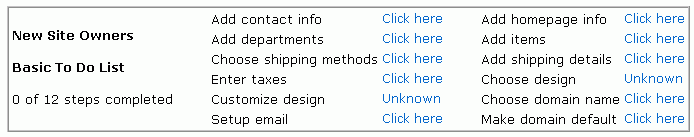 New Site Owners
Basic To Do List
0 of 12 steps completed
Add contact info Click here Add homepage info Click here
Add departments Click here Add items Click here
Choose shipping methods Click here Add shipping details Click here
Enter taxes Click here Choose design Unknown
Customize design Unknown Choose domain name Click here
Setup email Click here Make domain default Click here